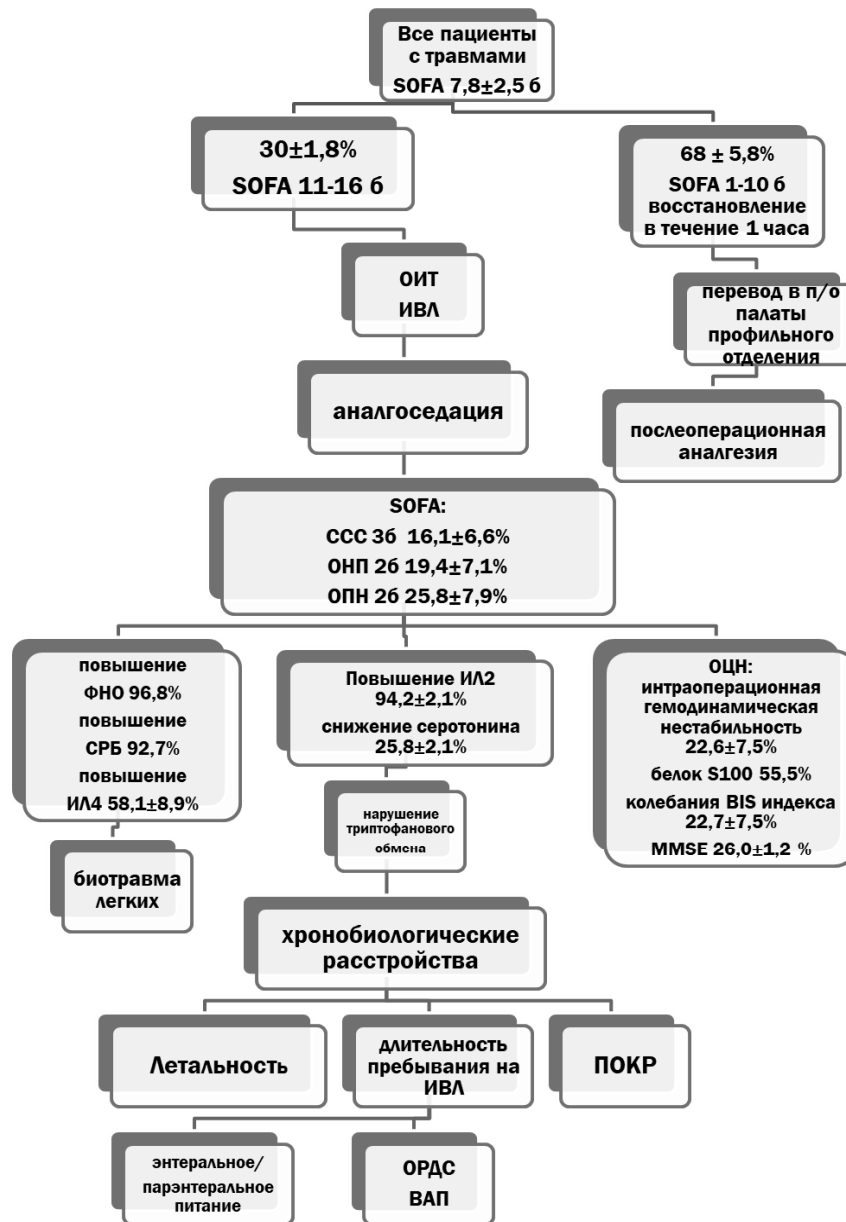 Все пациенты
с травмами
SOFA 7,8±2,5 б
30±1,8%
SOFA 11-16 б
68 ± 5,8%
SOFA 1-10 б
восстановление
в течение 1 часа
ОИТ
ИВЛ
перевод в п/о
палаты
профильного
отделения
аналгоседация
послеоперационная
аналгезия
SOFA:
ССС 3б 16,1±6,6%
ОНП 2б 19,4±7,1%
ОПН 2б 25,8±7,9%
повышение
ФНО 96,8%
повышение
СРБ 92,7%
повышение
ИЛ4 58,1±8,9%
Повышение ИЛ2
94,2±2,1%
снижение серотонина
25,8±2,1%
ОЦН:
интраоперационная
гемодинамическая
нестабильность
22,6±7,5%
белок S100 55,5%
колебания BIS индекса
22,7±7,5%
MMSE 26,0±1,2 %
биотравма
легких
нарушение
триптофанового
обмена
хронобиологические
расстройства
Летальность
длительность
пребывания на
ИВЛ
ПОКР
энтеральное/
парэнтеральное
питание
ОРДС
ВАП